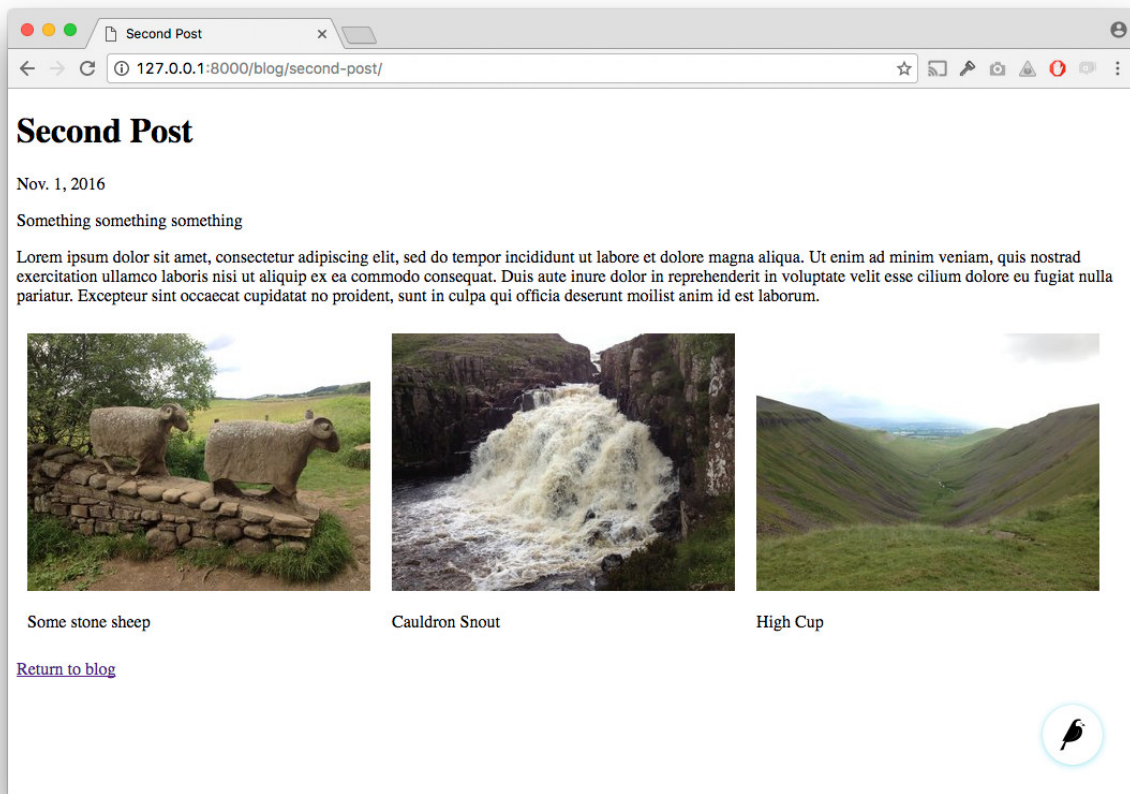 Second Post
127.0.0.1:8000/blog/second-post/
Second Post
Nov. 1, 2016
Something something something
Lorem ipsum dolor sit amet, consectetur adipiscing elit, sed do tempor incididunt ut labore et dolore magna aliqua. Ut enim ad minim veniam, quis nostrad
exercitation ullamco laboris nisi ut aliquip ex ea commodo consequat. Duis aute inure dolor in reprehenderit in voluptate velit esse cilium dolore eu fugiat nulla
pariatur. Excepteur sint occaecat cupidatat no proident, sunt in culpa qui officia deserunt moilist anim id est laborum.
Some stone sheep
Cauldron Snout
High Cup
Return to blog